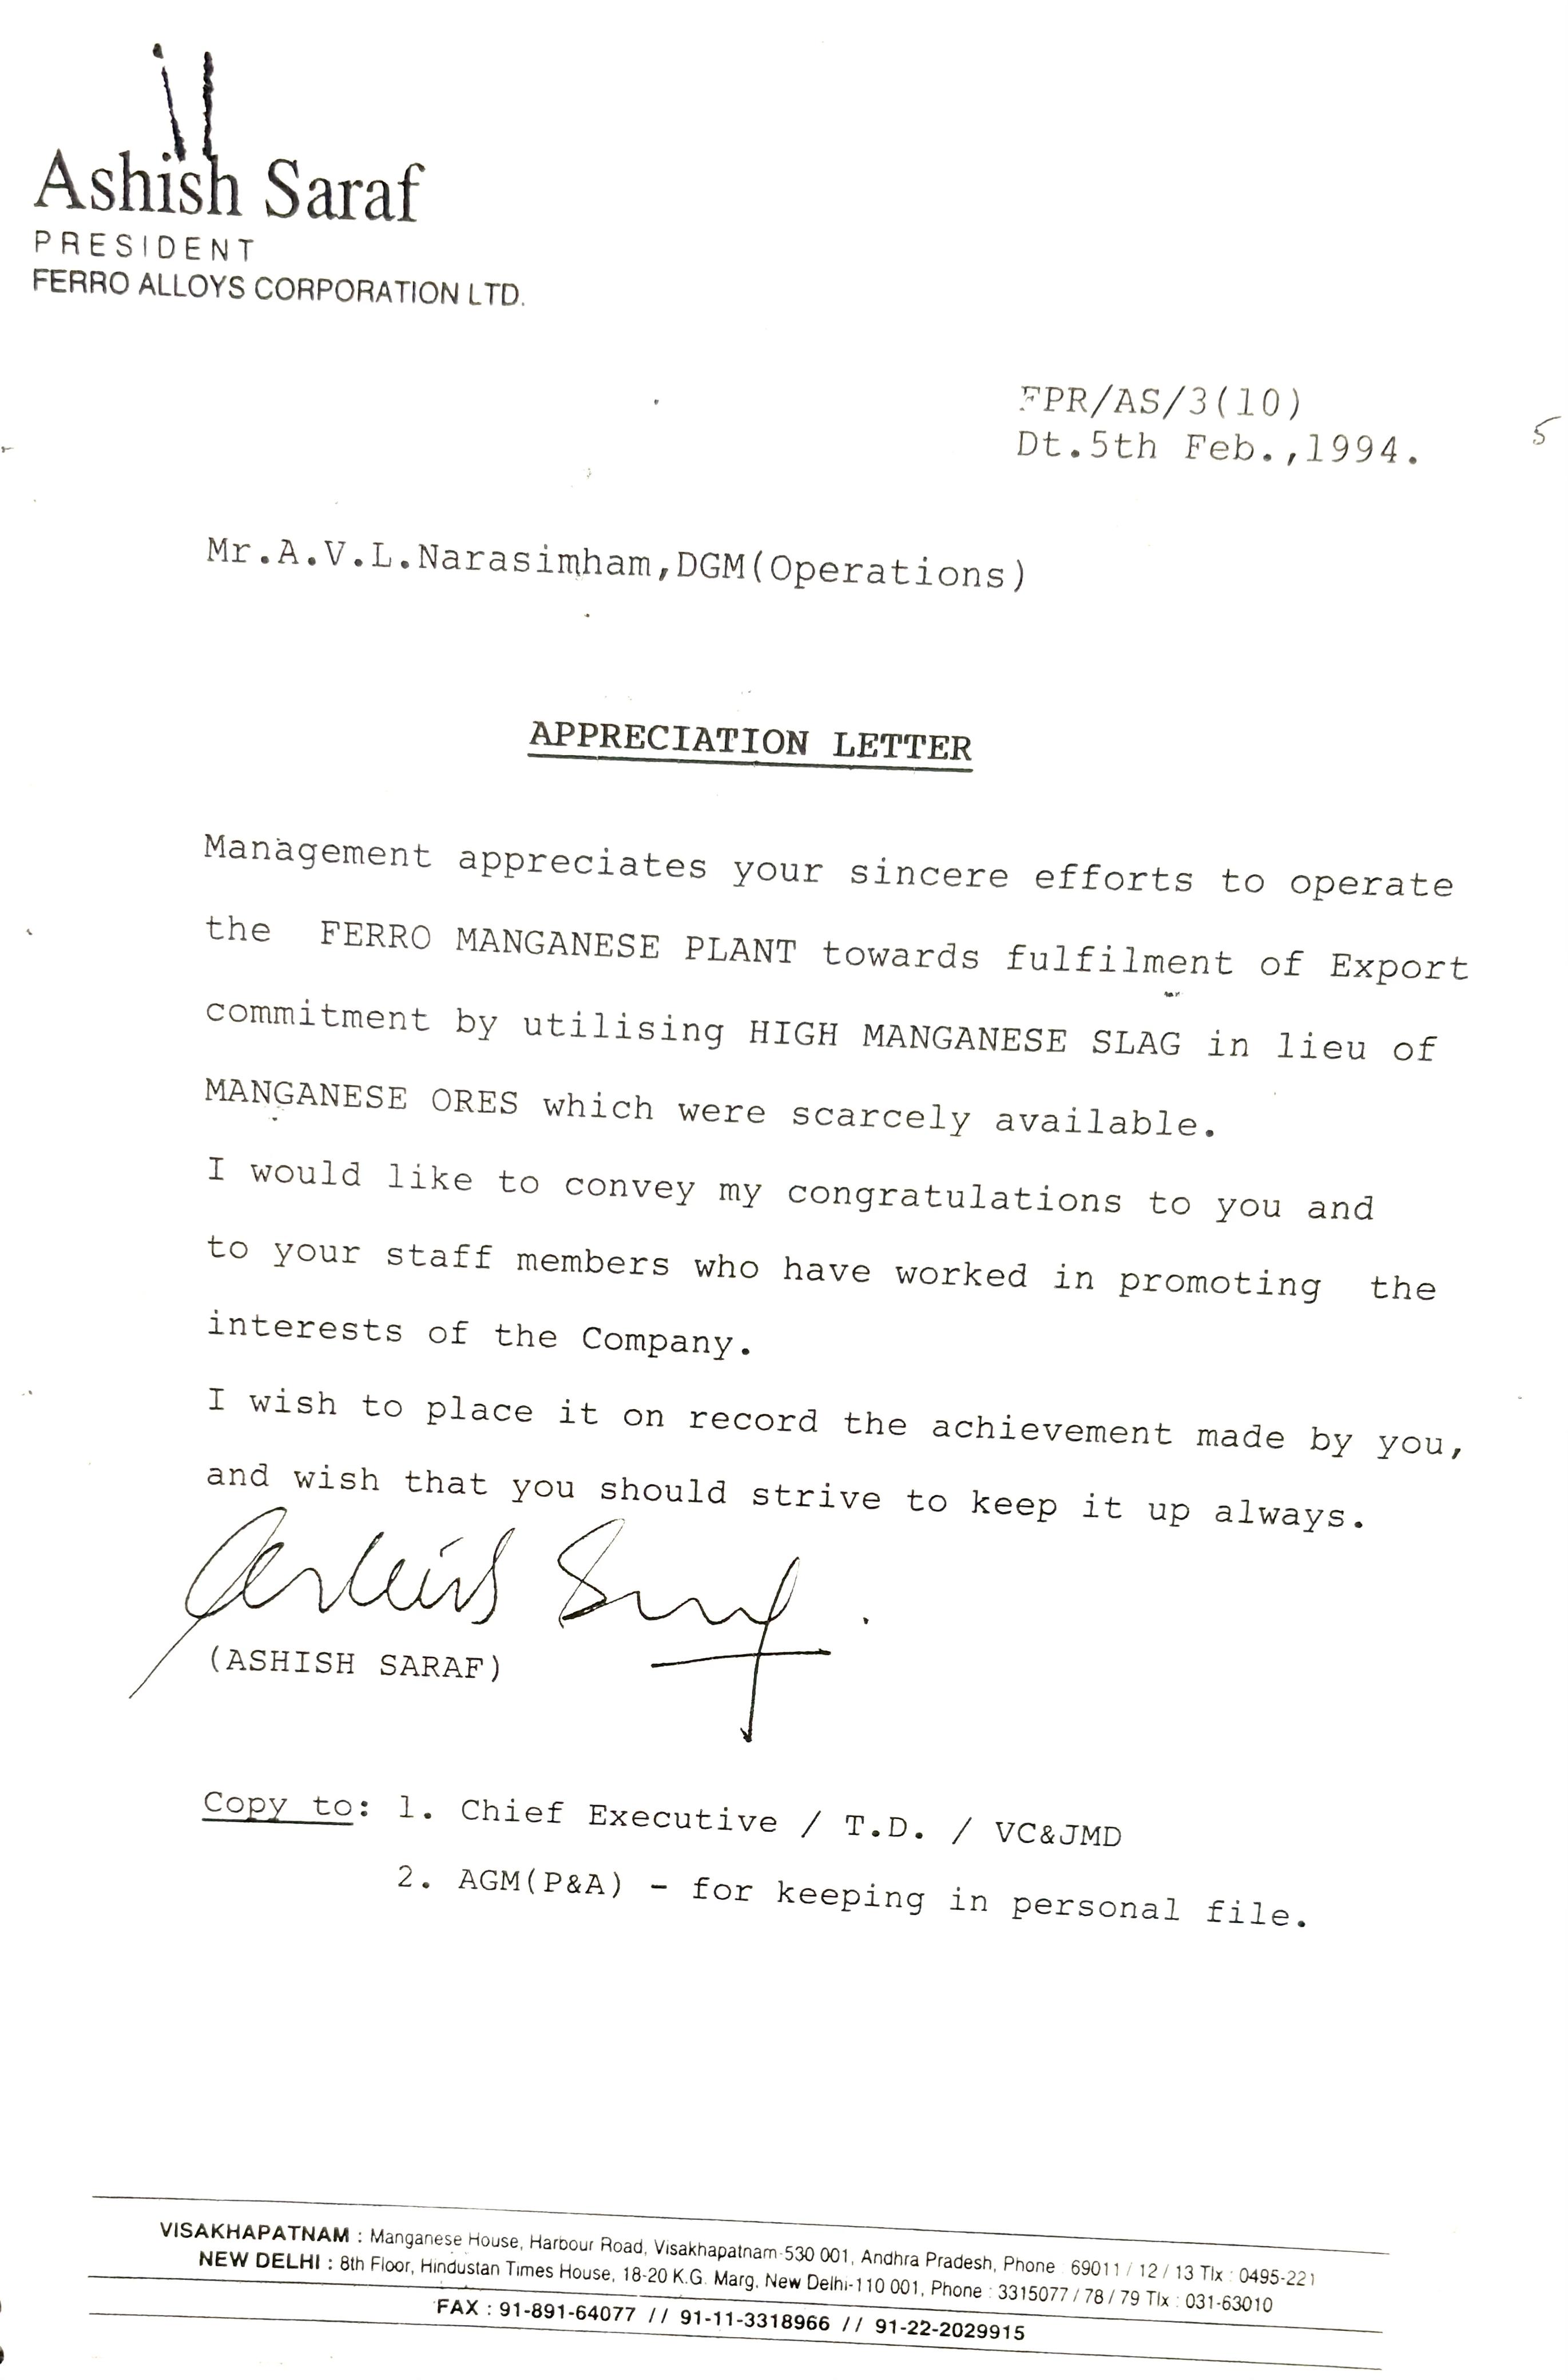 Ashish Saraf
PRESIDENT
FERRO ALLOYS CORPORATION LTD.
FPR/AS/3(10)
Dt.5th Feb.,1994.
5
Mr.A.V.L.Narasimham,DGM(Operations)
APPRECIATION LETTER
Management appreciates your sincere efforts to operate
the FERRO MANGANESE PLANT towards fulfilment of Export
commitment by utilising HIGH MANGANESE SLAG in lieu of
MANGANESE ORES which were scarcely available.
I would like to convey my congratulations to you and
to your staff members who have worked in promoting the
interests of the Company.
I wish to place it on record the achievement made by you,
and wish that you should strive to keep it up always.
Ashish Saraf
(ASHISH SARAF)
Copy to: 1. Chief Executive / T.D. / VC&JMD
2. AGM(P&A) - for keeping in personal file.
VISAKHAPATNAM : Manganese House, Harbour Road, Visakhapatnam-530 001, Andhra Pradesh, Phone : 69011 / 12 / 13 Tlx : 0495-221
NEW DELHI : 8th Floor, Hindustan Times House, 18-20 K.G. Marg, New Delhi-110 001, Phone : 3315077 / 78 / 79 Tlx : 031-63010
FAX : 91-891-64077 // 91-11-3318966 // 91-22-2029915